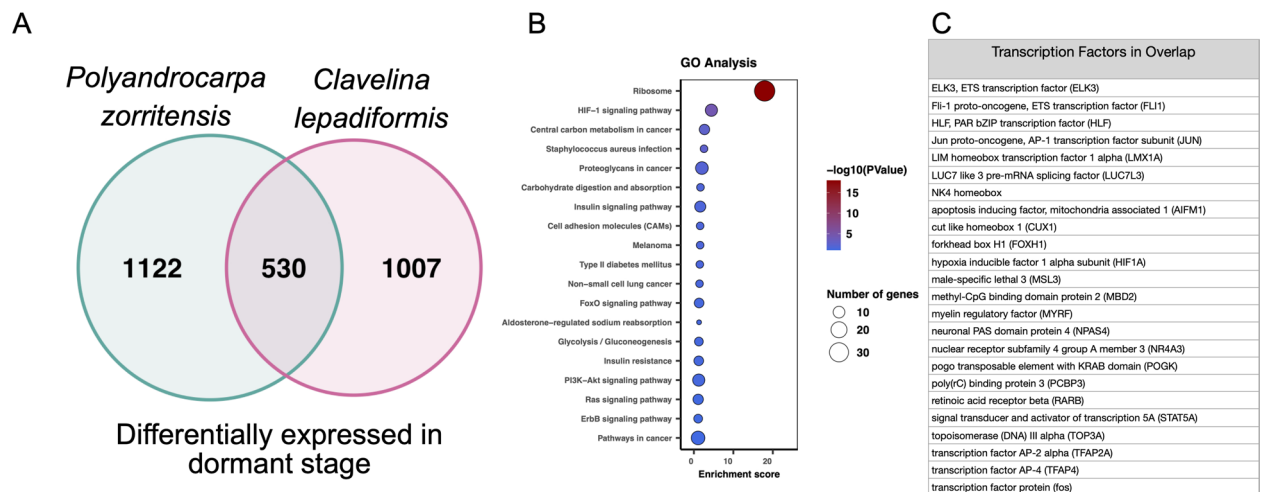 A
Polyandrocarpa
zorritensis
Clavelina
lepadiformis
1122
530
1007
Differentially expressed in
dormant stage
B
GO Analysis
Ribosome
HIF−1 signaling pathway
Central carbon metabolism in cancer
Staphylococcus aureus infection
Proteoglycans in cancer
Carbohydrate digestion and absorption
Insulin signaling pathway
Cell adhesion molecules (CAMs)
Melanoma
Type II diabetes mellitus
Non−small cell lung cancer
FoxO signaling pathway
Aldosterone−regulated sodium reabsorption
Glycolysis / Gluconeogenesis
Insulin resistance
PI3K−Akt signaling pathway
Ras signaling pathway
ErbB signaling pathway
Pathways in cancer
0 10 20
Enrichment score
−log10(PValue)
15
10
5
Number of genes
10
20
30
C
Transcription Factors in Overlap
ELK3, ETS transcription factor (ELK3)
Fli-1 proto-oncogene, ETS transcription factor (FLI1)
HLF, PAR bZIP transcription factor (HLF)
Jun proto-oncogene, AP-1 transcription factor subunit (JUN)
LIM homeobox transcription factor 1 alpha (LMX1A)
LUC7 like 3 pre-mRNA splicing factor (LUC7L3)
NK4 homeobox
apoptosis inducing factor, mitochondria associated 1 (AIFM1)
cut like homeobox 1 (CUX1)
forkhead box H1 (FOXH1)
hypoxia inducible factor 1 alpha subunit (HIF1A)
male-specific lethal 3 (MSL3)
methyl-CpG binding domain protein 2 (MBD2)
myelin regulatory factor (MYRF)
neuronal PAS domain protein 4 (NPAS4)
nuclear receptor subfamily 4 group A member 3 (NR4A3)
pogo transposable element with KRAB domain (POGK)
poly(rC) binding protein 3 (PCBP3)
retinoic acid receptor beta (RARB)
signal transducer and activator of transcription 5A (STAT5A)
topoisomerase (DNA) III alpha (TOP3A)
transcription factor AP-2 alpha (TFAP2A)
transcription factor AP-4 (TFAP4)
transcription factor protein (fos)